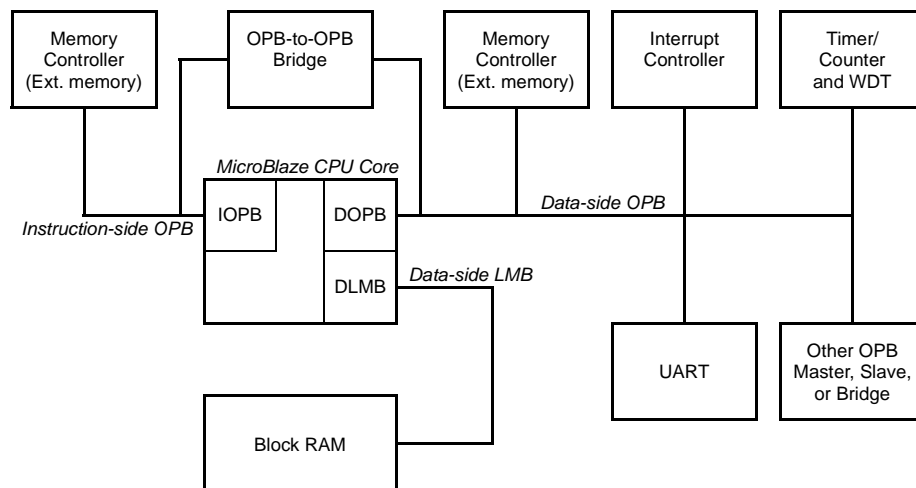 Memory
Controller
(Ext. memory)
OPB-to-OPB
Bridge
Memory
Controller
(Ext. memory)
Interrupt
Controller
Timer/
Counter
and WDT
MicroBlaze CPU Core
IOPB
DOPB
Instruction-side OPB
Data-side OPB
DLMB
Data-side LMB
UART
Other OPB
Master, Slave,
or Bridge
Block RAM